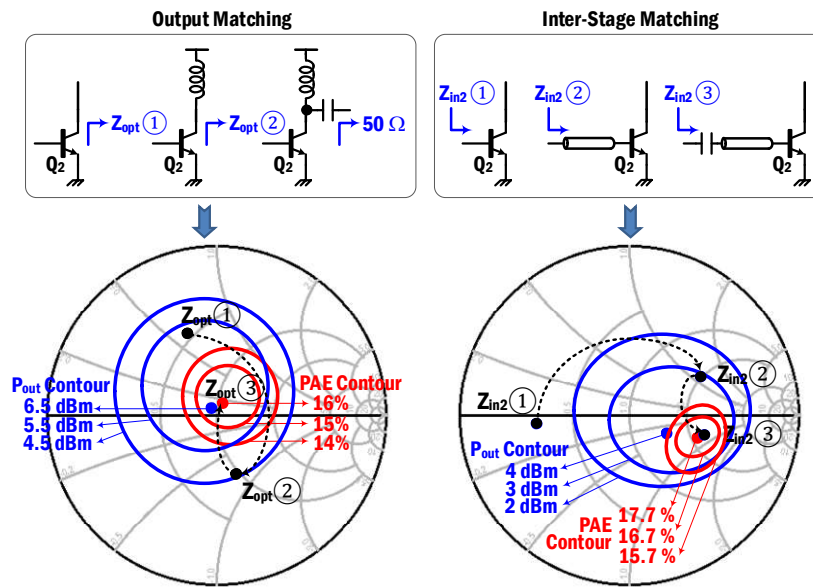 Output Matching
Inter-Stage Matching
Zopt ①
Zopt ②
50 Ω
Q2
Q2
Q2
Zin2 ①
Zin2 ②
Zin2 ③
Q2
Q2
Q2
Zopt ①
Zopt ③
Zopt ②
Pout Contour
6.5 dBm
5.5 dBm
4.5 dBm
PAE Contour
16%
15%
14%
Zin2 ①
Zin2 ②
Zin2 ③
Pout Contour
4 dBm
3 dBm
2 dBm
PAE
Contour
17.7 %
16.7 %
15.7 %